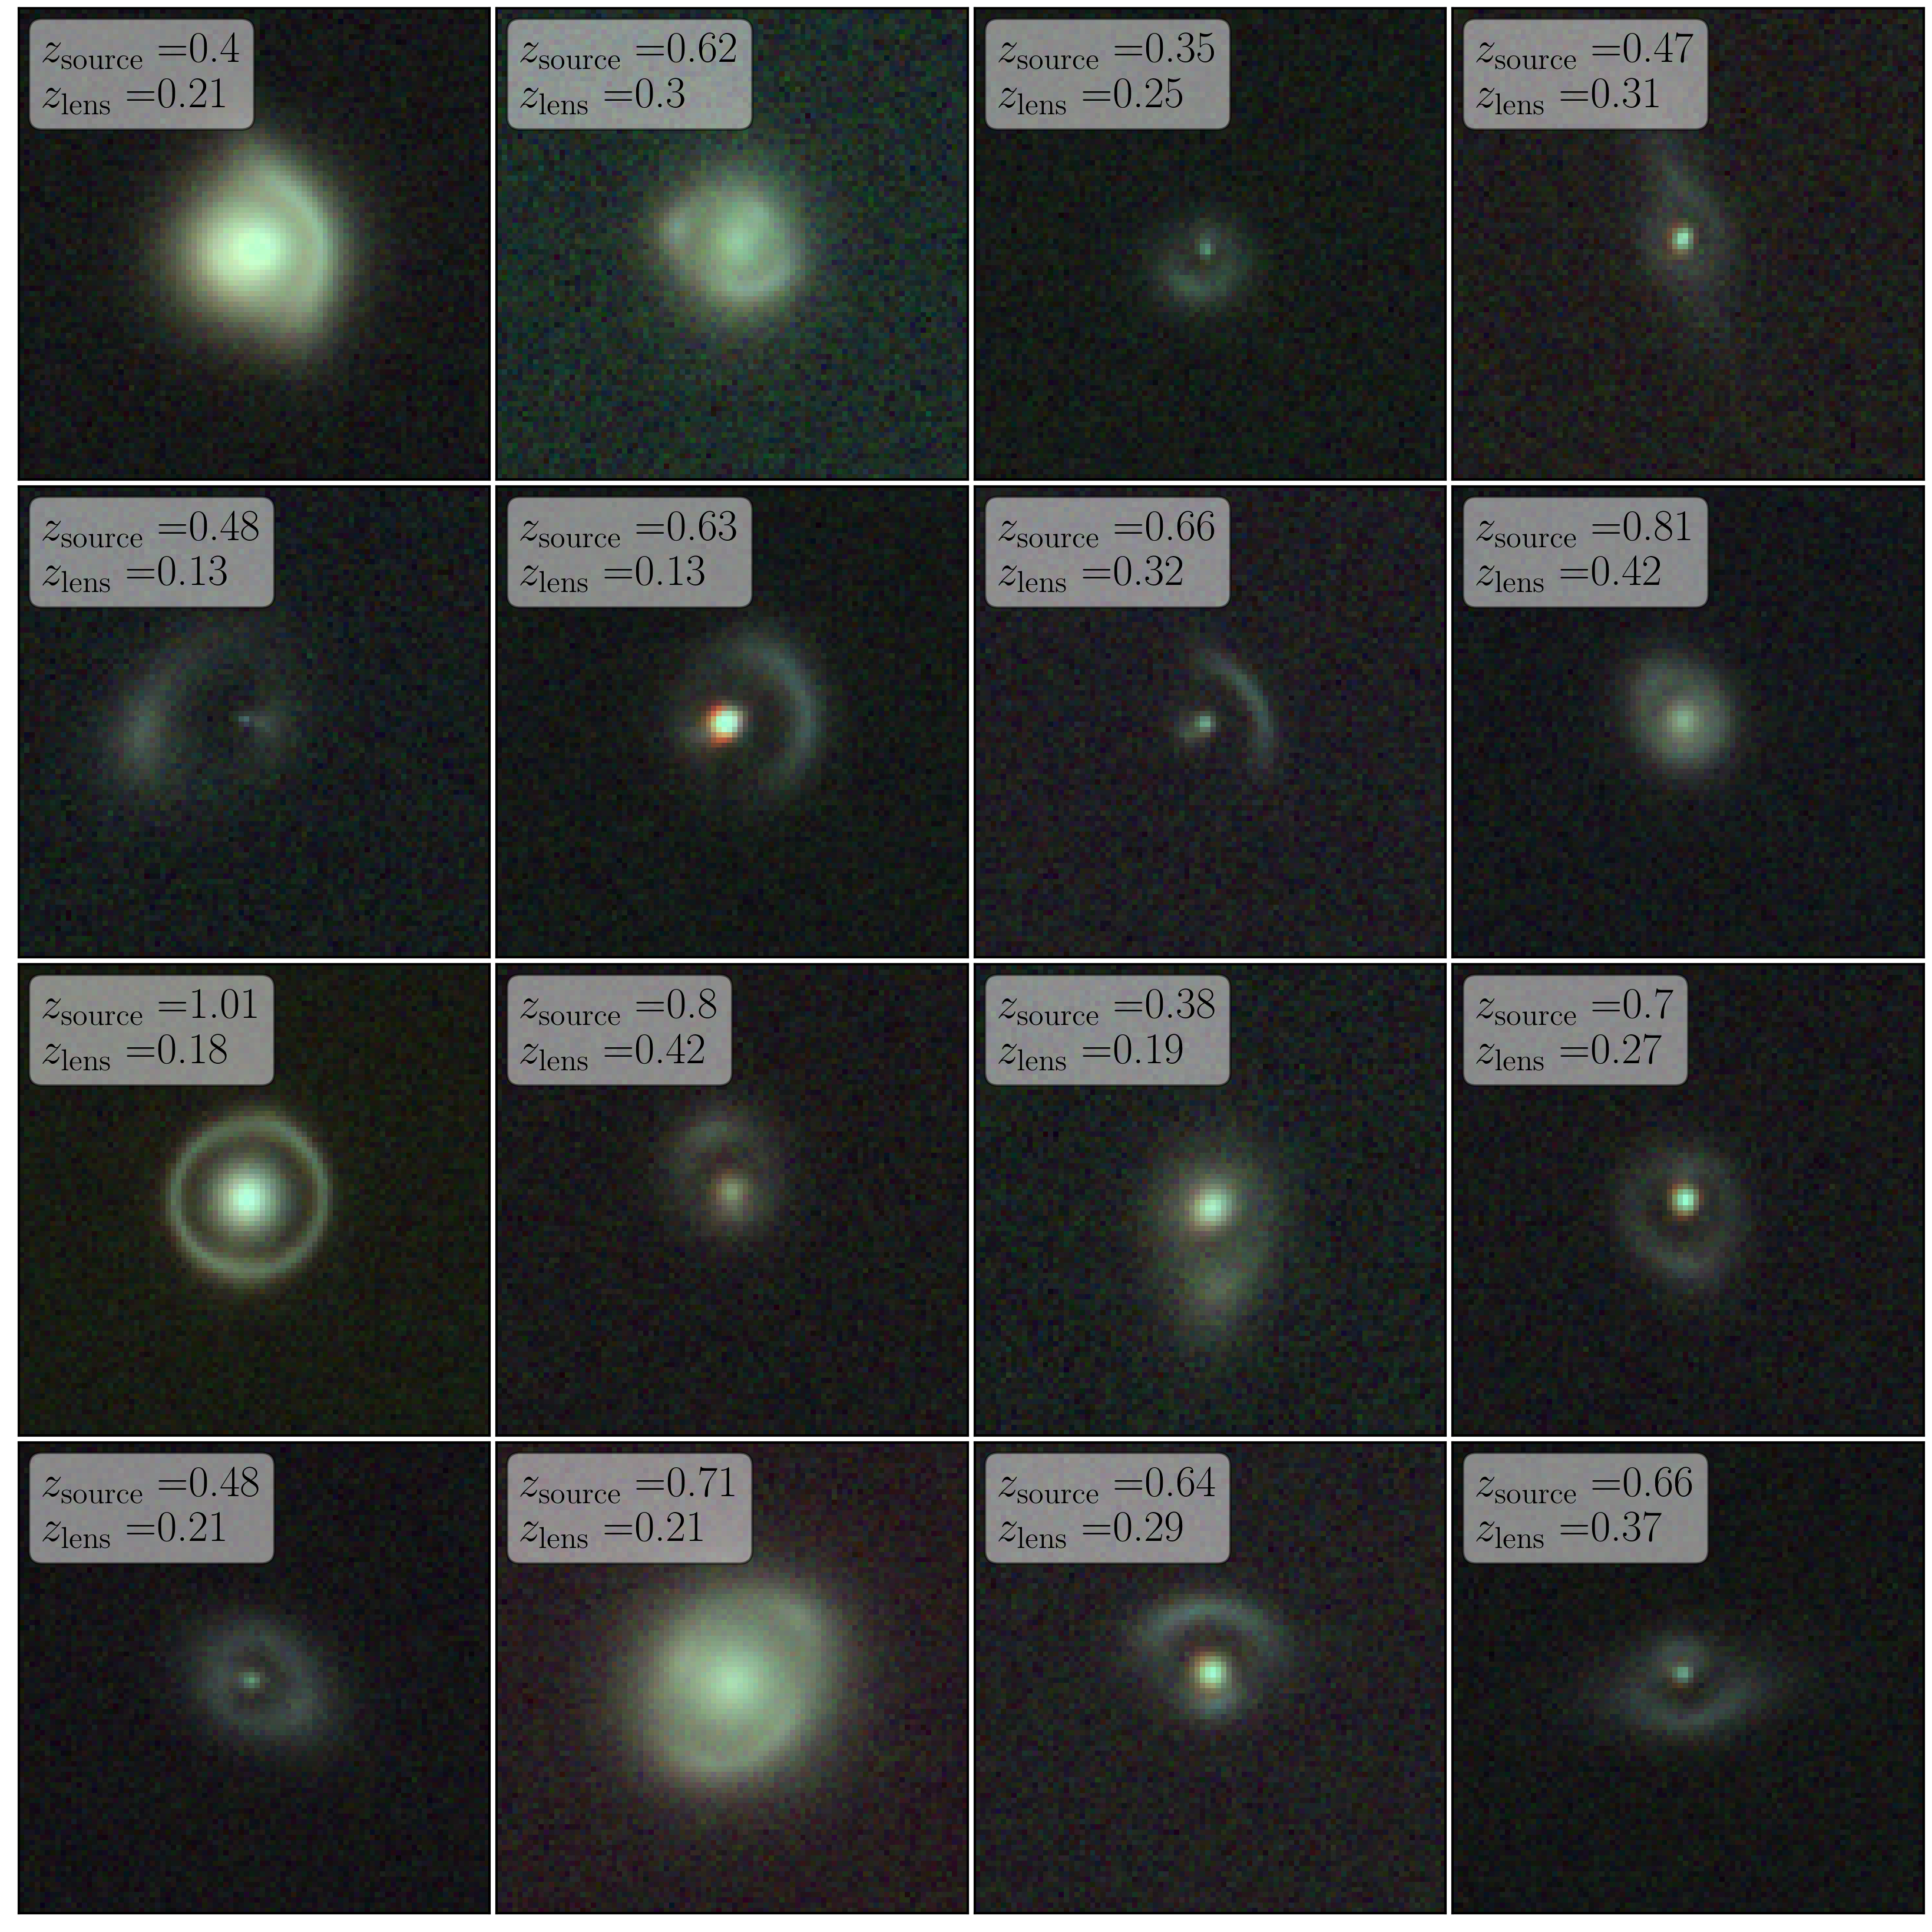 z_source =0.4
z_lens =0.21
z_source =0.62
z_lens =0.3
z_source =0.35
z_lens =0.25
z_source =0.47
z_lens =0.31
z_source =0.48
z_lens =0.13
z_source =0.63
z_lens =0.13
z_source =0.66
z_lens =0.32
z_source =0.81
z_lens =0.42
z_source =1.01
z_lens =0.18
z_source =0.8
z_lens =0.42
z_source =0.38
z_lens =0.19
z_source =0.7
z_lens =0.27
z_source =0.48
z_lens =0.21
z_source =0.71
z_lens =0.21
z_source =0.64
z_lens =0.29
z_source =0.66
z_lens =0.37